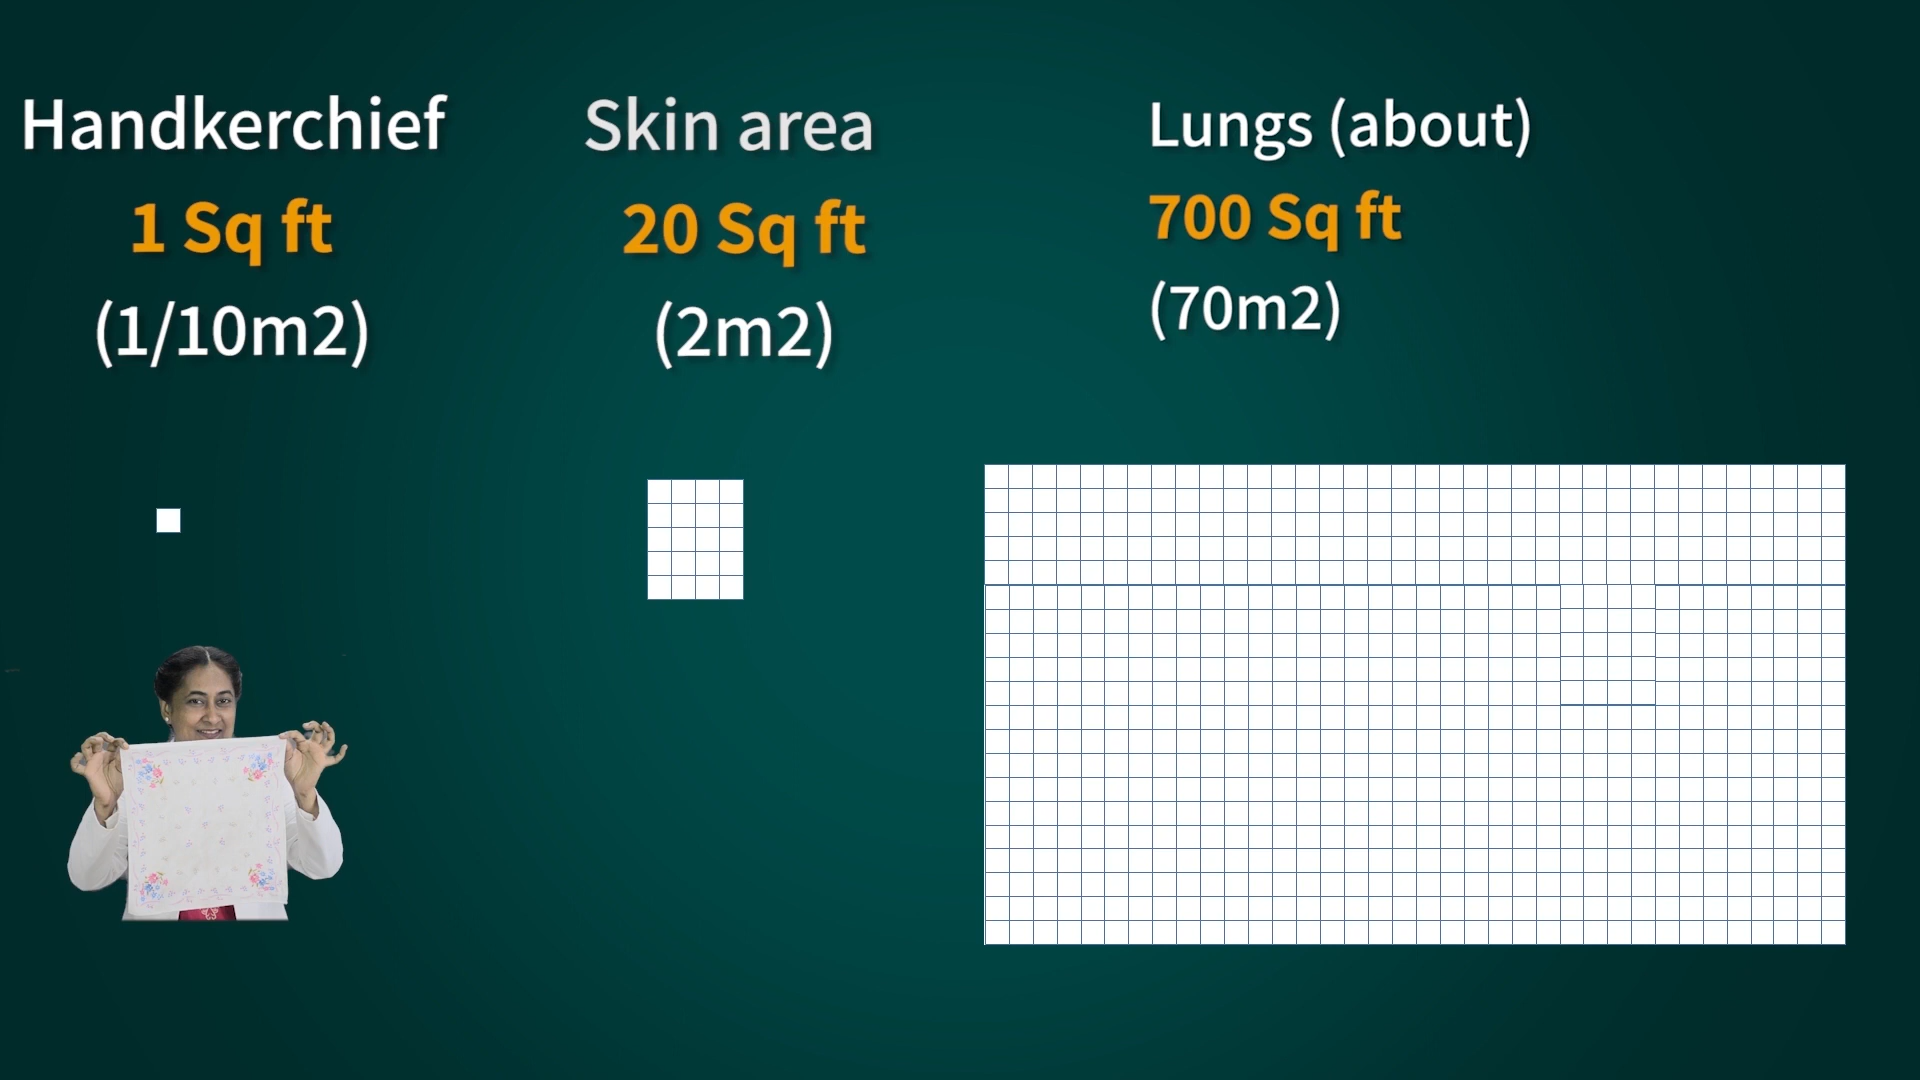 Handkerchief
1 Sq ft
(1/10m2)
Skin area
20 Sq ft
(2m2)
Lungs (about)
700 Sq ft
(70m2)